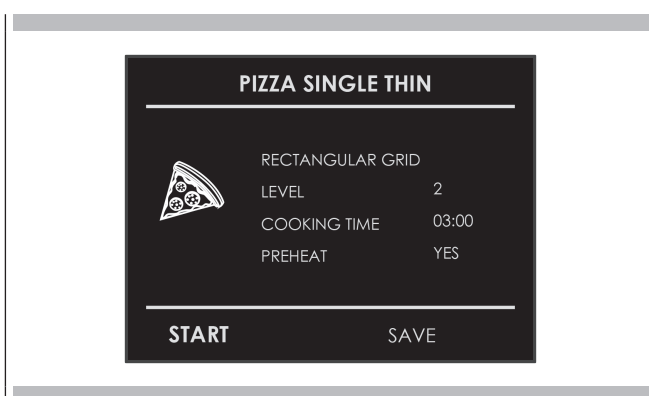 PIZZA SINGLE THIN
RECTANGULAR GRID
LEVEL 2
COOKING TIME 03:00
PREHEAT YES
START SAVE